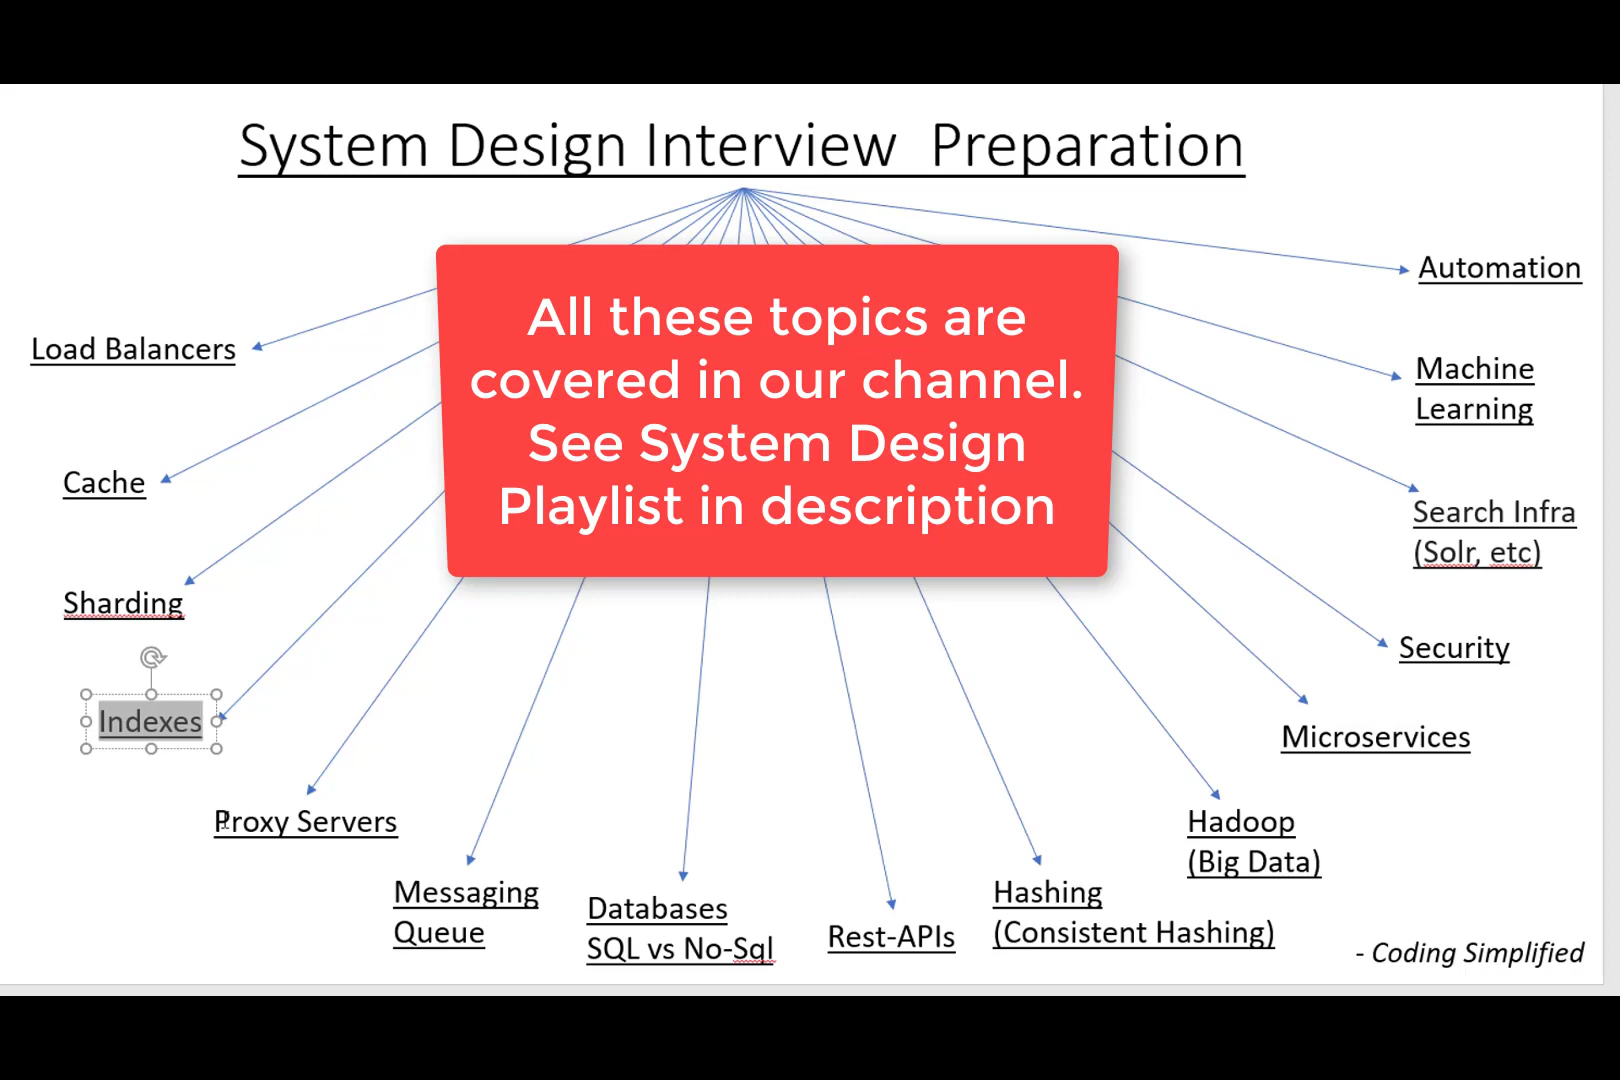 System Design Interview Preparation
All these topics are
covered in our channel.
See System Design
Playlist in description
Automation
Load Balancers
Machine
Learning
Cache
Search Infra
(Solr, etc)
Sharding
Security
Indexes
Microservices
Proxy Servers
Hadoop
(Big Data)
Messaging
Queue
Databases
SQL vs No-Sql
Rest-APIs
Hashing
(Consistent Hashing)
- Coding Simplified